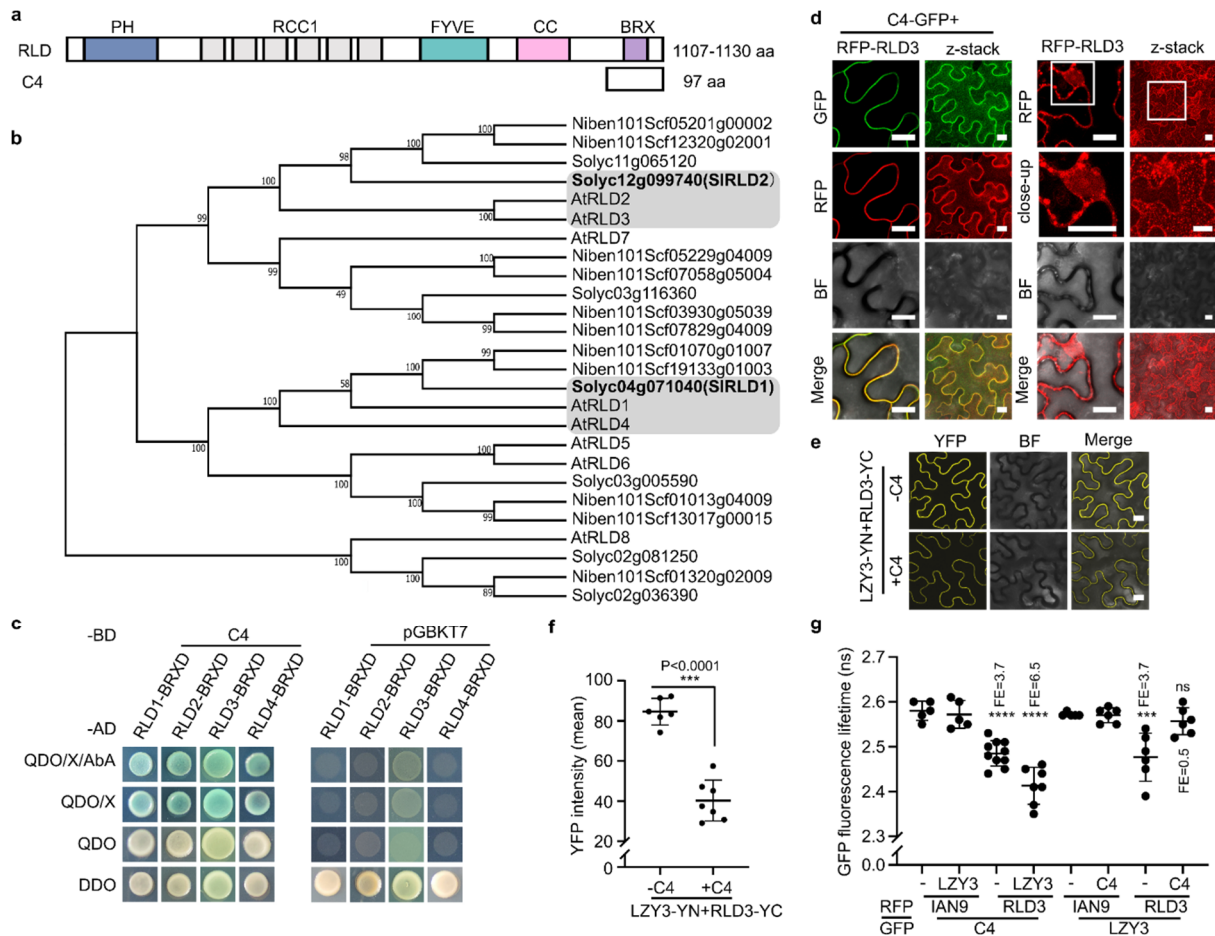 a
PH RCC1 FYVE CC BRX
RLD 1107-1130 aa
C4 97 aa
b
100 Niben101Scf05201g00002
100 Niben101Scf12320g02001
98 Solyc11g065120
100 Solyc12g099740(SlRLD2)
AtRLD2
100 AtRLD3
99 AtRLD7
100 Niben101Scf05229g04009
99 Niben101Scf07058g05004
49 Solyc03g116360
100 Niben101Scf03930g05039
99 Niben101Scf07829g04009
99 Niben101Scf01070g01007
100 Niben101Scf19133g01003
58 Solyc04g071040(SlRLD1)
100 AtRLD1
AtRLD4
100 AtRLD5
100 AtRLD6
100 Solyc03g005590
100 Niben101Scf01013g04009
99 Niben101Scf13017g00015
AtRLD8
100 Solyc02g081250
100 Niben101Scf01320g02009
89 Solyc02g036390
c
-BD C4 pGBKT7
-AD RLD1-BRXD RLD2-BRXD RLD3-BRXD RLD4-BRXD RLD1-BRXD RLD2-BRXD RLD3-BRXD RLD4-BRXD
QDO/X/AbA
QDO/X
QDO
DDO
d
C4-GFP+
RFP-RLD3 z-stack RFP-RLD3 z-stack
GFP RFP
RFP close-up
BF BF
Merge Merge
e
YFP BF Merge
LZY3-YN+RLD3-YC
-C4
+C4
f
P<0.0001
***
YFP intensity (mean)
100
80
60
40
20
0
-C4 +C4
LZY3-YN+RLD3-YC
g
GFP fluorescence lifetime (ns)
2.7
2.6
2.5
2.4
2.3
0.0
FE=3.7
****
FE=6.5
****
FE=3.7
***
ns
FE=0.5
- LZY3 - LZY3 - C4 - C4
RFP IAN9 RLD3 IAN9 RLD3
GFP C4 LZY3